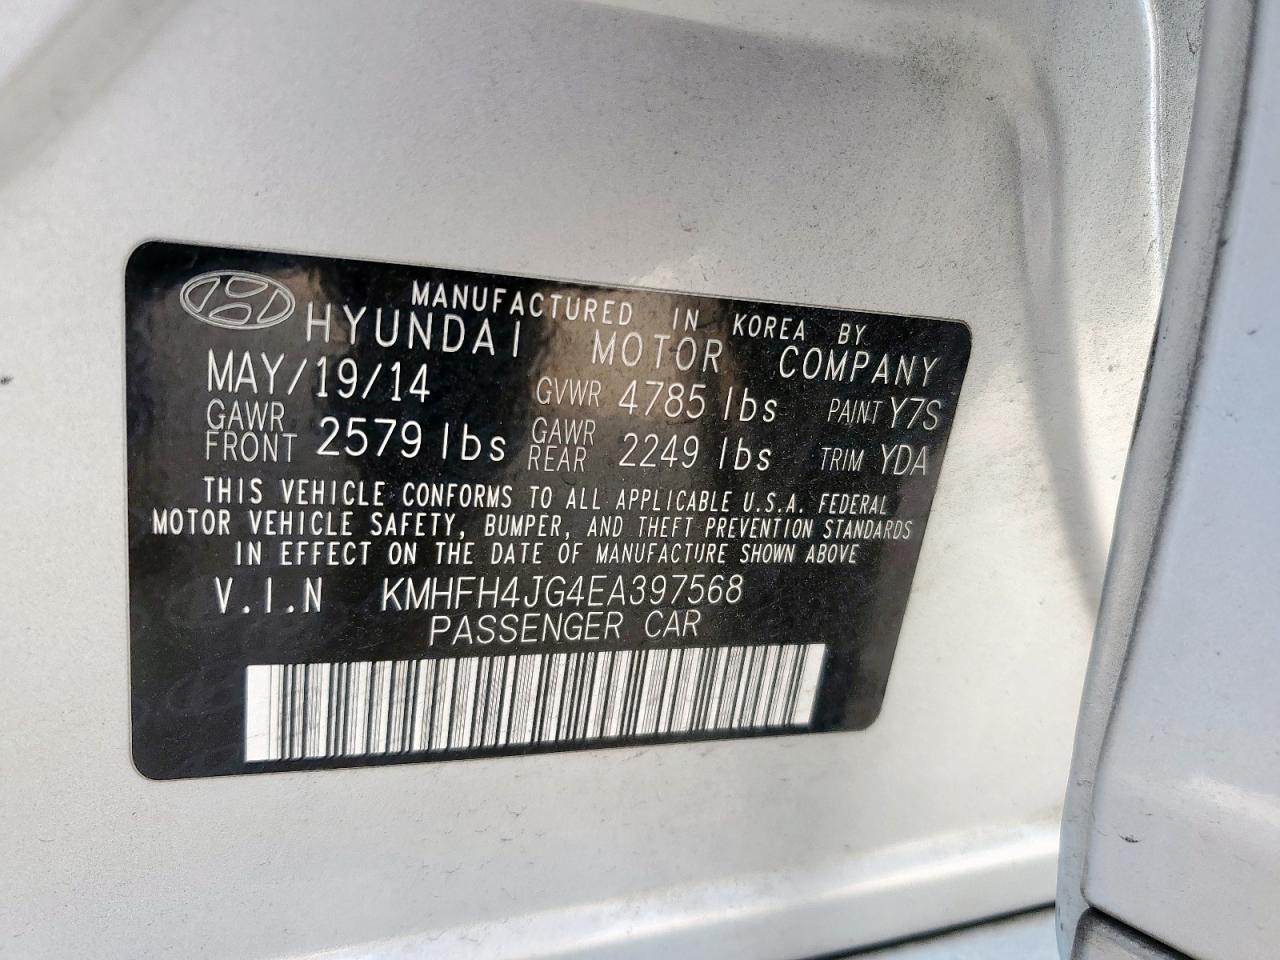 MANUFACTURED IN KOREA BY
HYUNDAI MOTOR COMPANY
MAY/19/14 GVWR 4785 lbs PAINT Y7S
GAWR FRONT 2579 lbs GAWR REAR 2249 lbs TRIM YDA
THIS VEHICLE CONFORMS TO ALL APPLICABLE U.S.A. FEDERAL
MOTOR VEHICLE SAFETY, BUMPER, AND THEFT PREVENTION STANDARDS
IN EFFECT ON THE DATE OF MANUFACTURE SHOWN ABOVE
V.I.N KMHFH4JG4EA397568
PASSENGER CAR